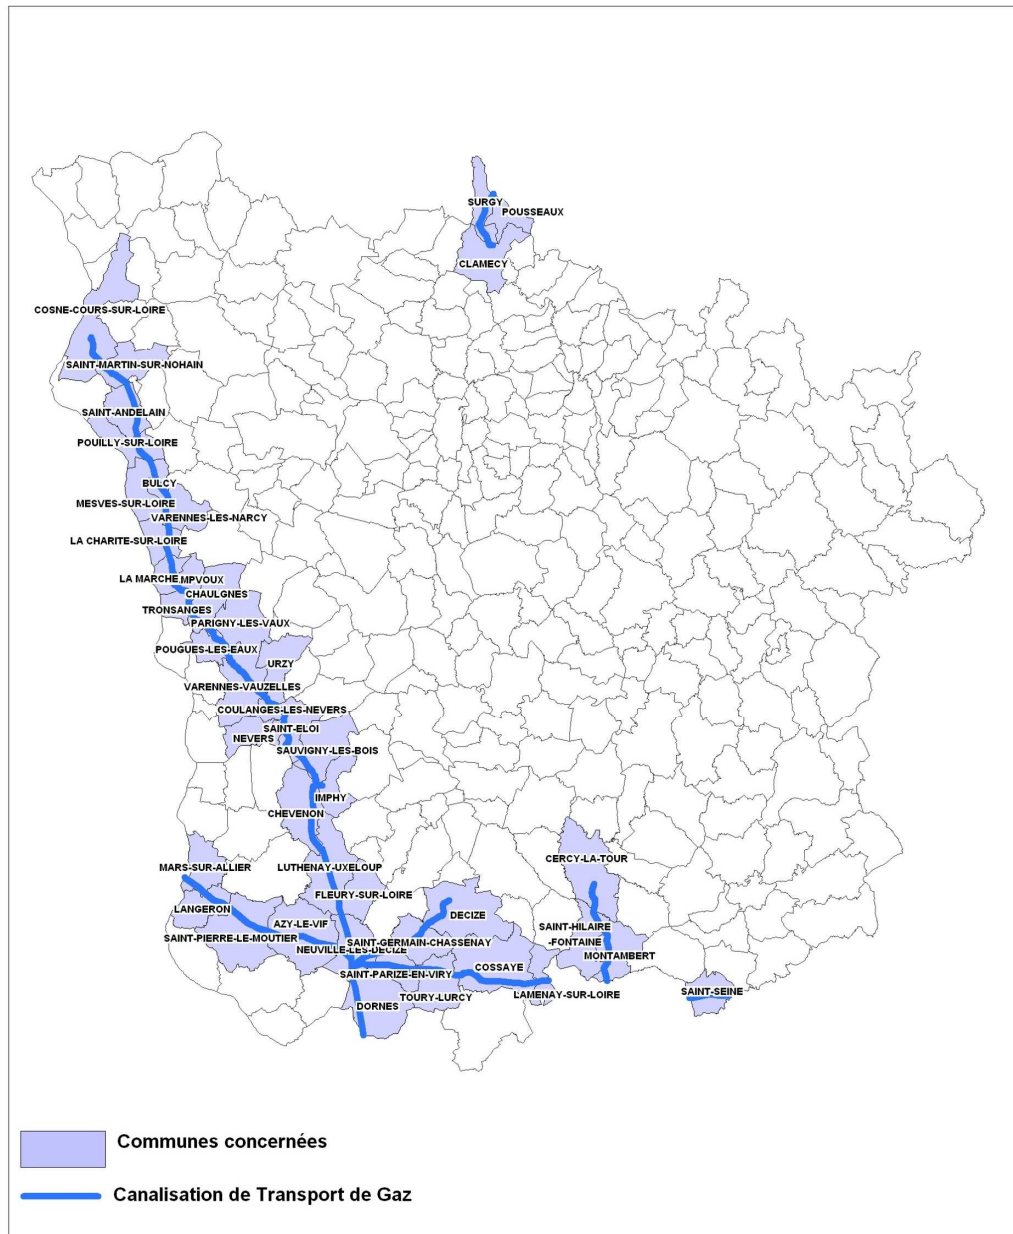 SURGY
POUSSEAUX
CLAMECY
COSNE-COURS-SUR-LOIRE
SAINT-MARTIN-SUR-NOHAIN
SAINT-ANDELAIN
POUILLY-SUR-LOIRE
BULCY
MESVES-SUR-LOIRE
VARENNES-LES-NARCY
LA CHARITE-SUR-LOIRE
LA MARCHE
MPVOUX
CHAULGNES
TRONSANGES
PARIGNY-LES-VAUX
POUGUES-LES-EAUX
URZY
VARENNES-VAUZELLES
COULANGES-LES-NEVERS
SAINT-ELOI
NEVERS
SAUVIGNY-LES-BOIS
IMPHY
CHEVENON
CERCY-LA-TOUR
MARS-SUR-ALLIER
LUTHENAY-UXELOUP
FLEURY-SUR-LOIRE
LANGERON
DECIZE
AZY-LE-VIF
SAINT-HILAIRE
-FONTAINE
SAINT-PIERRE-LE-MOUTIER
SAINT-GERMAIN-CHASSENAY
NEUVILLE-LES-DECIZE
MONTAMBERT
COSSAYE
SAINT-PARIZE-EN-VIRY
SAINT-SEINE
LAMENAY-SUR-LOIRE
TOURY-LURCY
DORNES
Communes concernées
Canalisation de Transport de Gaz